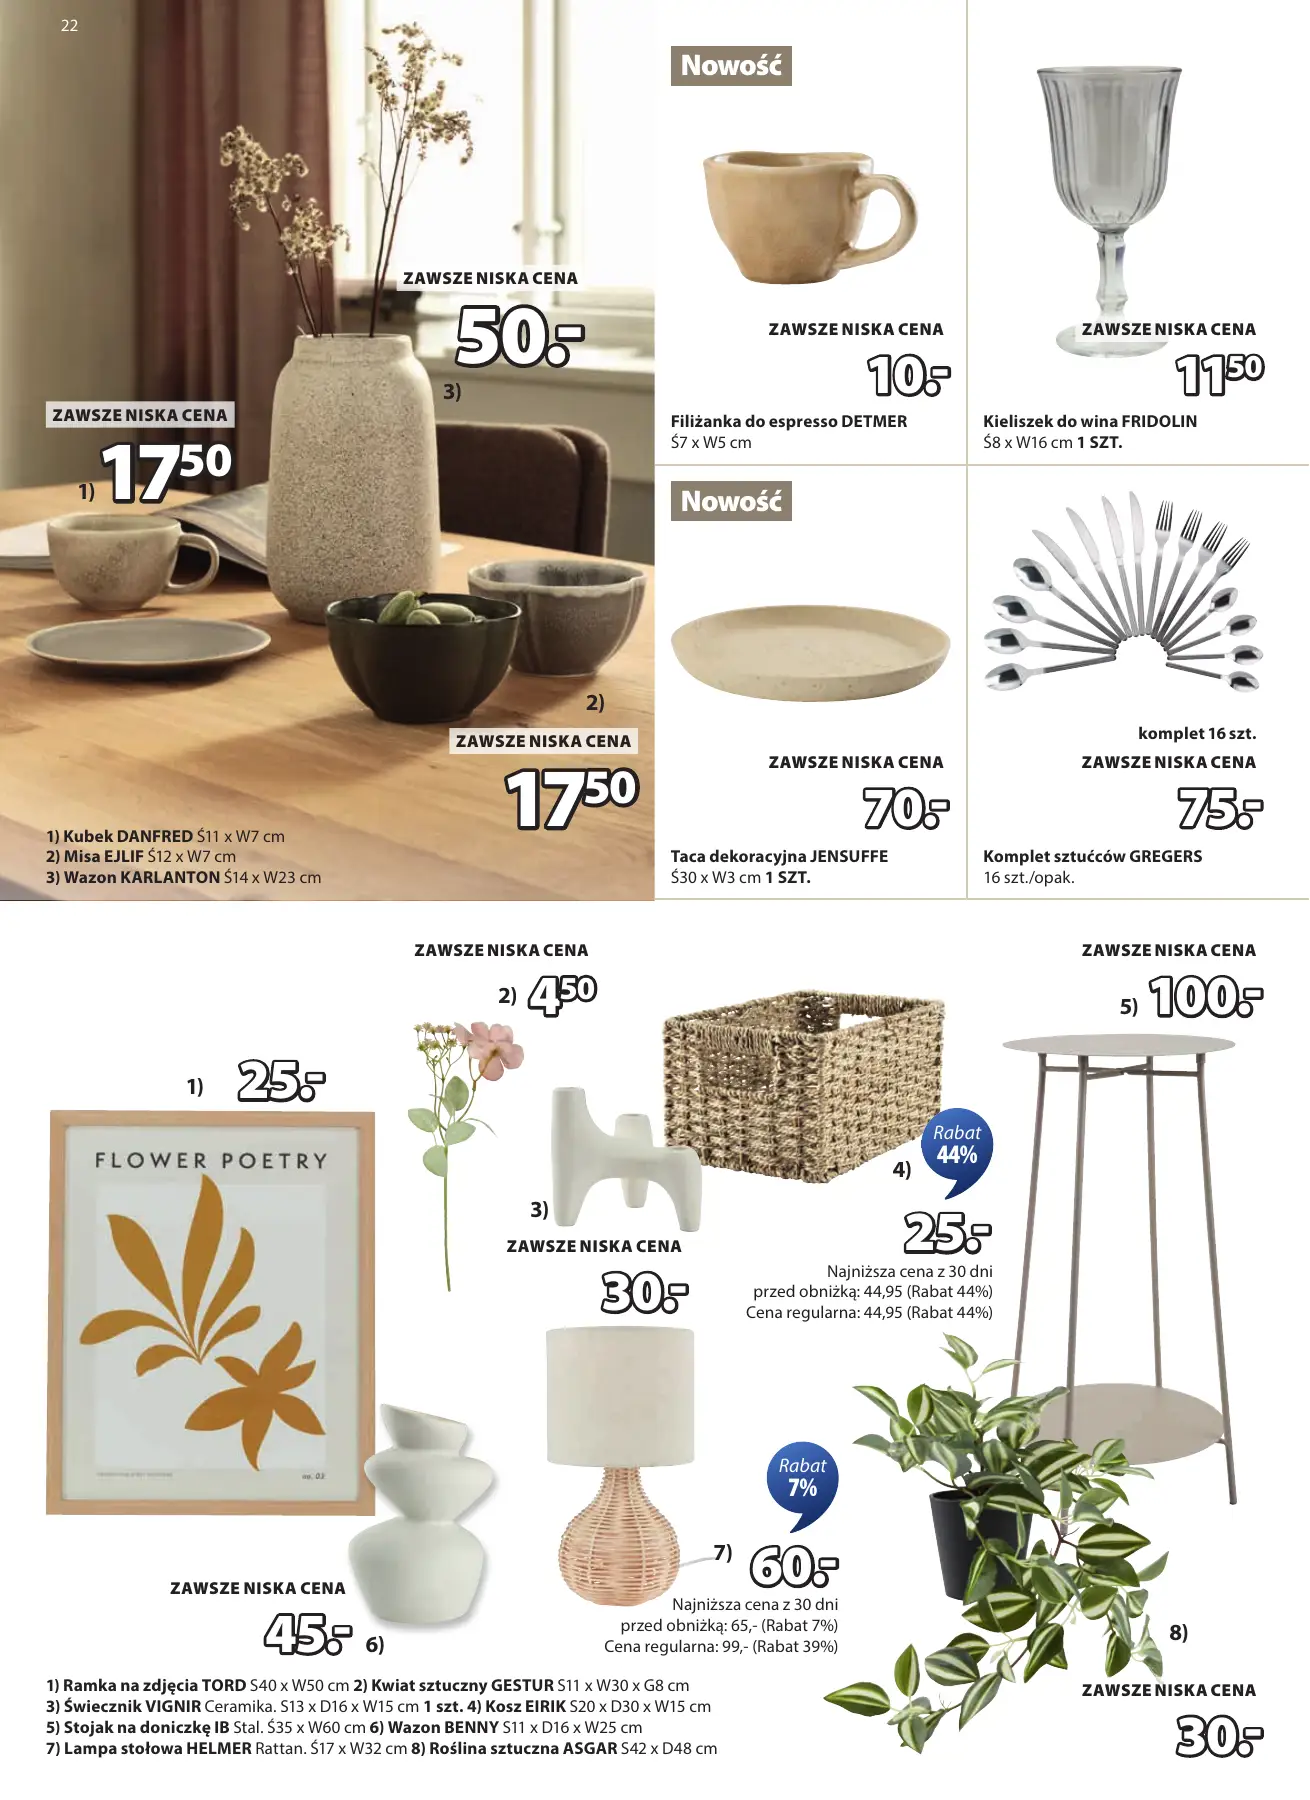 22
ZAWSZE NISKA CENA
50.-
3)
ZAWSZE NISKA CENA
1750
1)
2)
ZAWSZE NISKA CENA
1750
1) Kubek DANFRED Ś11 x W7 cm
2) Misa EJLIF Ś12 x W7 cm
3) Wazon KARLANTON Ś14 x W23 cm
Nowość
ZAWSZE NISKA CENA
10.-
Filiżanka do espresso DETMER
Ś7 x W5 cm
ZAWSZE NISKA CENA
1150
Kieliszek do wina FRIDOLIN
Ś8 x W16 cm 1 SZT.
Nowość
ZAWSZE NISKA CENA
70.-
Taca dekoracyjna JENSUFFE
Ś30 x W3 cm 1 SZT.
komplet 16 szt.
ZAWSZE NISKA CENA
75.-
Komplet sztućców GREGERS
16 szt./opak.
1)
25.-
FLOWER POETRY
no. 03
ZAWSZE NISKA CENA
2)
450
3)
ZAWSZE NISKA CENA
30.-
4)
Rabat
44%
25.-
Najniższa cena z 30 dni
przed obniżką: 44,95 (Rabat 44%)
Cena regularna: 44,95 (Rabat 44%)
ZAWSZE NISKA CENA
5)
100.-
ZAWSZE NISKA CENA
45.-
6)
Rabat
7%
7)
60.-
Najniższa cena z 30 dni
przed obniżką: 65,- (Rabat 7%)
Cena regularna: 99,- (Rabat 39%)
8)
ZAWSZE NISKA CENA
30.-
1) Ramka na zdjęcia TORD S40 x W50 cm 2) Kwiat sztuczny GESTUR S11 x W30 x G8 cm
3) Świecznik VIGNIR Ceramika. S13 x D16 x W15 cm 1 szt. 4) Kosz EIRIK S20 x D30 x W15 cm
5) Stojak na doniczkę IB Stal. Ś35 x W60 cm 6) Wazon BENNY S11 x D16 x W25 cm
7) Lampa stołowa HELMER Rattan. Ś17 x W32 cm 8) Roślina sztuczna ASGAR S42 x D48 cm